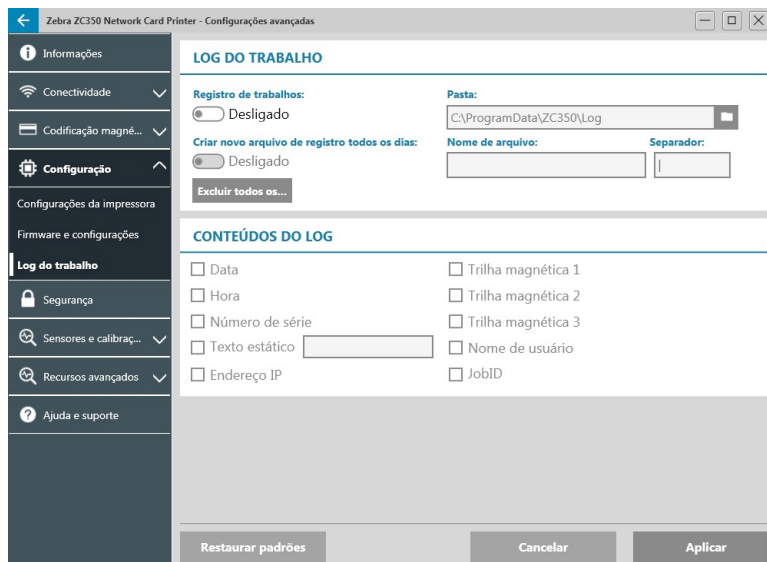 Zebra ZC350 Network Card Printer - Configurações avançadas
Informações
Conectividade
Codificação magné...
Configuração
Configurações da impressora
Firmware e configurações
Log do trabalho
Segurança
Sensores e calibraç...
Recursos avançados
Ajuda e suporte
LOG DO TRABALHO
Registro de trabalhos:
Desligado
Criar novo arquivo de registro todos os dias:
Desligado
Excluir todos os...
Pasta:
C:\ProgramData\ZC350\Log
Nome de arquivo: Separador:
|
CONTEÚDOS DO LOG
Data
Hora
Número de série
Texto estático
Endereço IP
Trilha magnética 1
Trilha magnética 2
Trilha magnética 3
Nome de usuário
JobID
Restaurar padrões Cancelar Aplicar